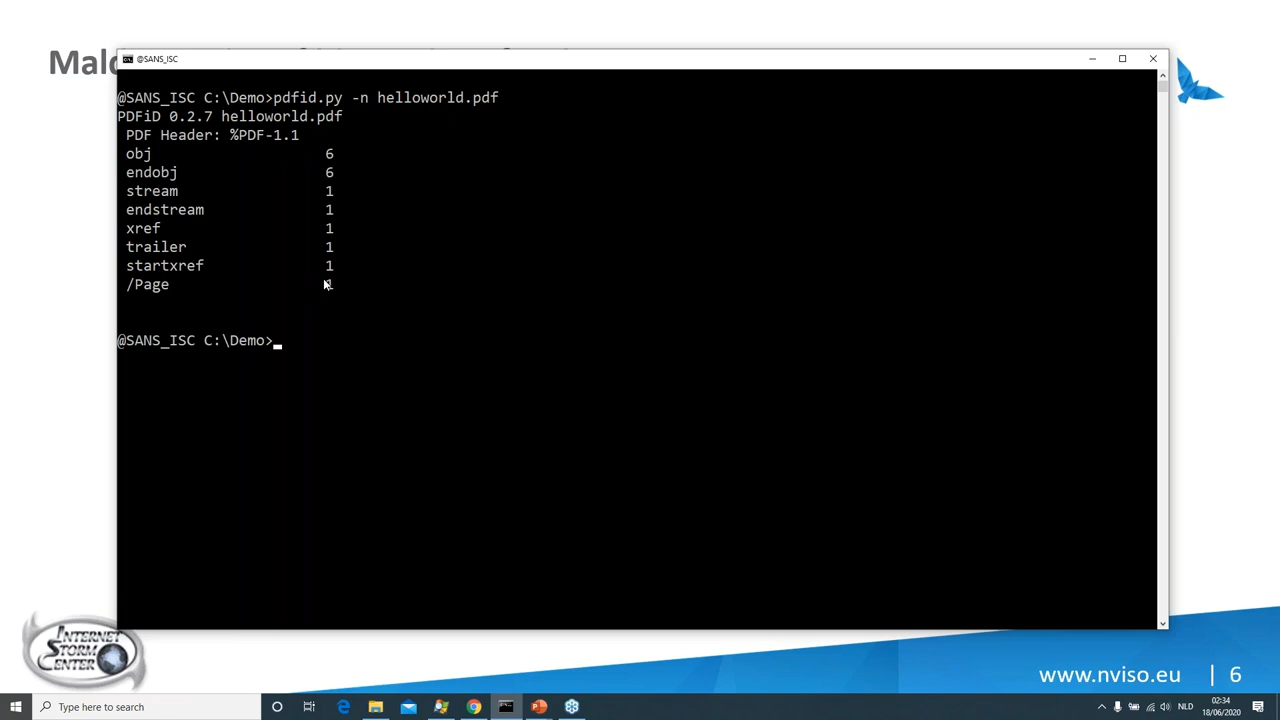 Malo
@SANS_ISC
@SANS_ISC C:\Demo>pdfid.py -n helloworld.pdf
PDFiD 0.2.7 helloworld.pdf
PDF Header: %PDF-1.1
obj 6
endobj 6
stream 1
endstream 1
xref 1
trailer 1
startxref 1
/Page 1
@SANS_ISC C:\Demo>
INTERNET
STORM
CENTER
www.nviso.eu | 6
Type here to search
NLD
02:34
18/06/2020